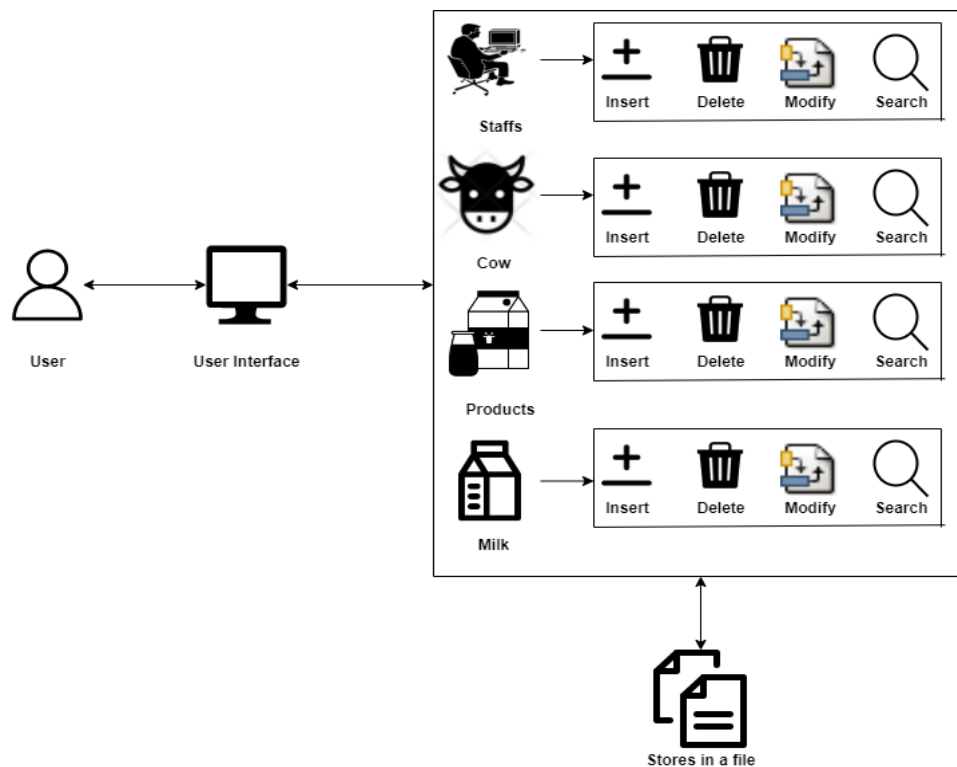 Insert Delete Modify Search
Staffs
Insert Delete Modify Search
Cow
User
User Interface
Insert Delete Modify Search
Products
Insert Delete Modify Search
Milk
Stores in a file